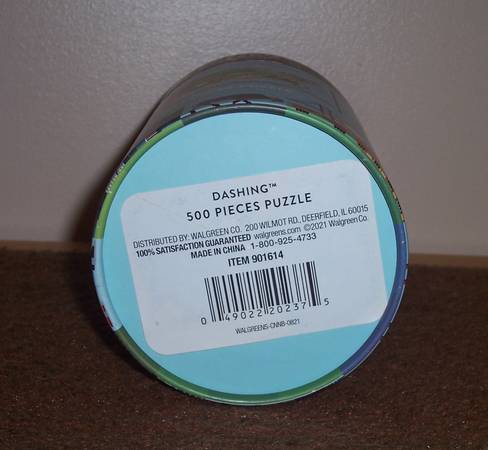 DASHING™
500 PIECES PUZZLE
DISTRIBUTED BY: WALGREEN CO. 200 WILMOT RD., DEERFIELD, IL 60015
100% SATISFACTION GUARANTEED walgreens.com ©2021 Walgreen Co.
MADE IN CHINA 1-800-925-4733
ITEM 901614
0 49022 20237 5
WALGREENS-CNNB-0821